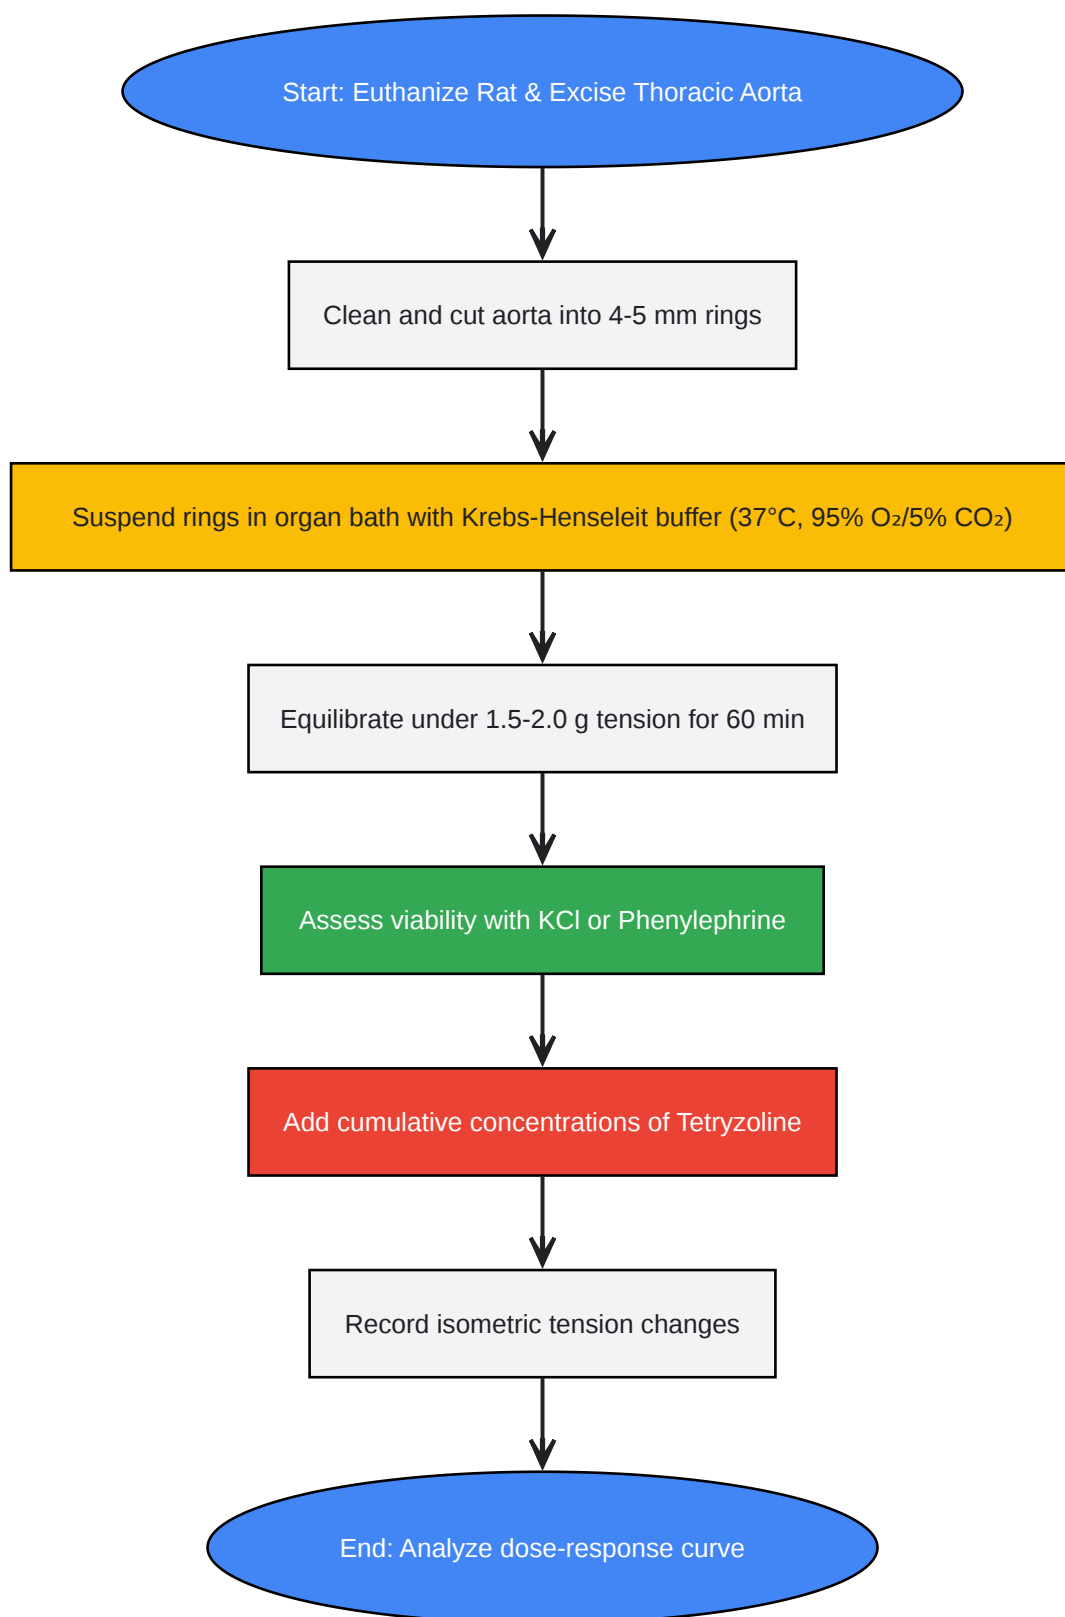 Start: Euthanize Rat & Excise Thoracic Aorta
Clean and cut aorta into 4-5 mm rings
Suspend rings in organ bath with Krebs-Henseleit buffer (37°C, 95% O₂/5% CO₂)
Equilibrate under 1.5-2.0 g tension for 60 min
Assess viability with KCl or Phenylephrine
Add cumulative concentrations of Tetryzoline
Record isometric tension changes
End: Analyze dose-response curve